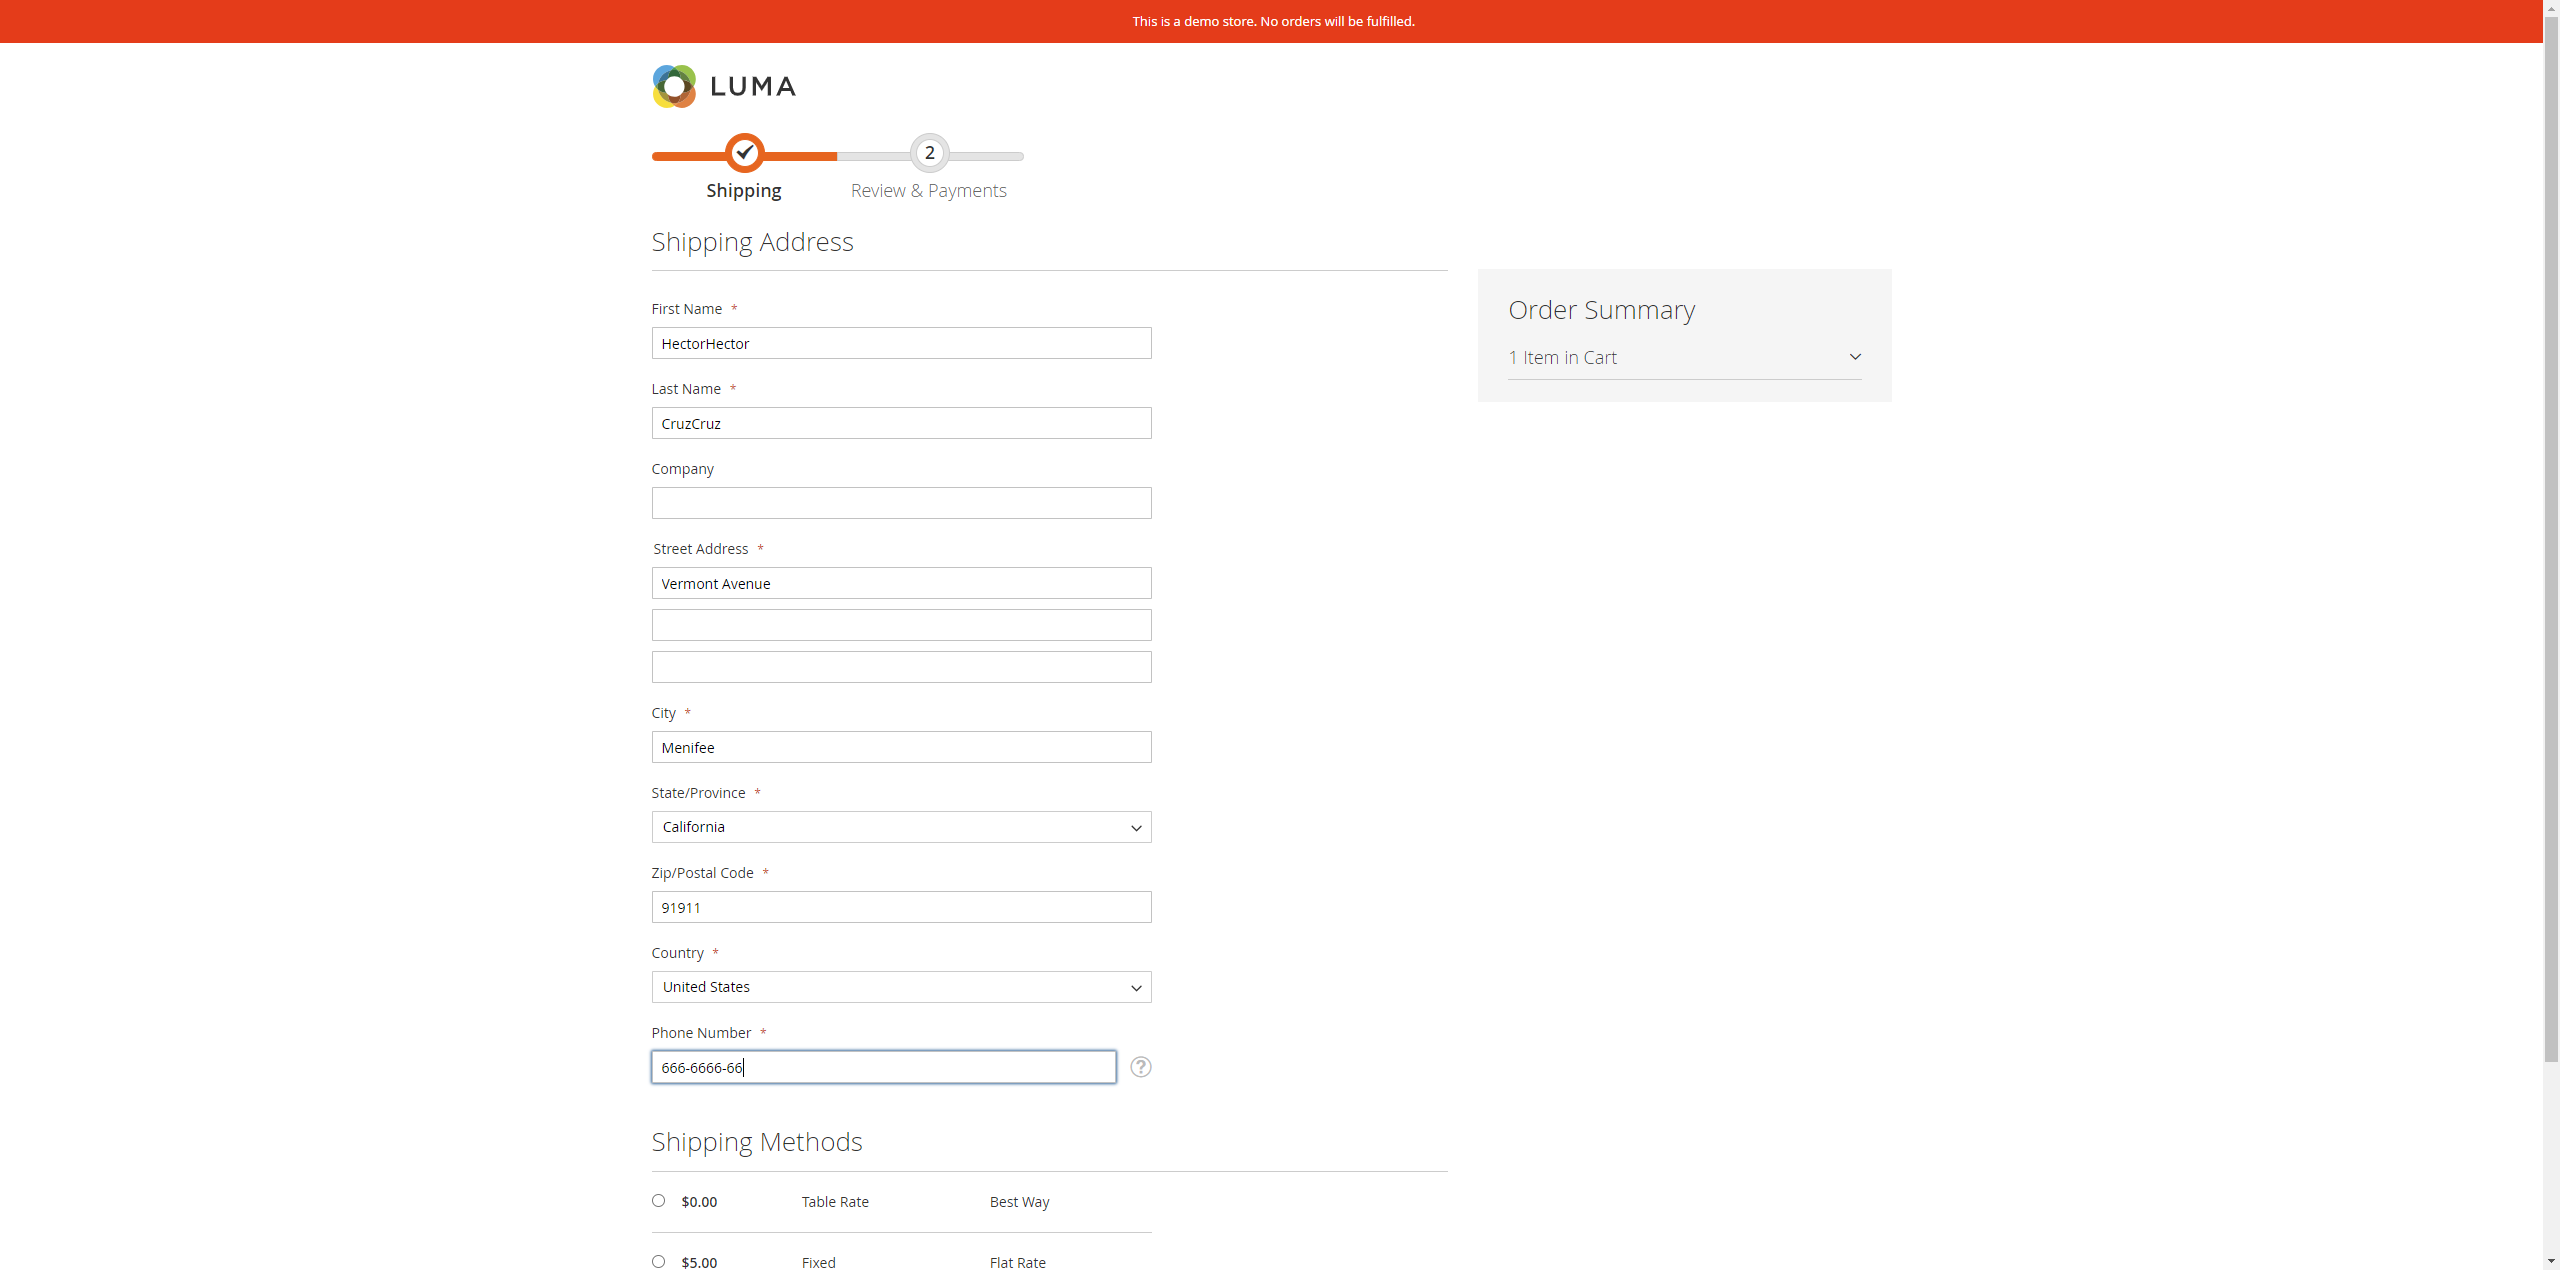 This is a demo store. No orders will be fulfilled.
LUMA
2
Shipping
Review & Payments
Shipping Address
First Name *
HectorHector
Last Name *
CruzCruz
Company
Street Address *
Vermont Avenue
City *
Menifee
State/Province *
California
Zip/Postal Code *
91911
Country *
United States
Phone Number *
666-6666-66
?
Shipping Methods
$0.00 Table Rate Best Way
$5.00 Fixed Flat Rate
Order Summary
1 Item in Cart